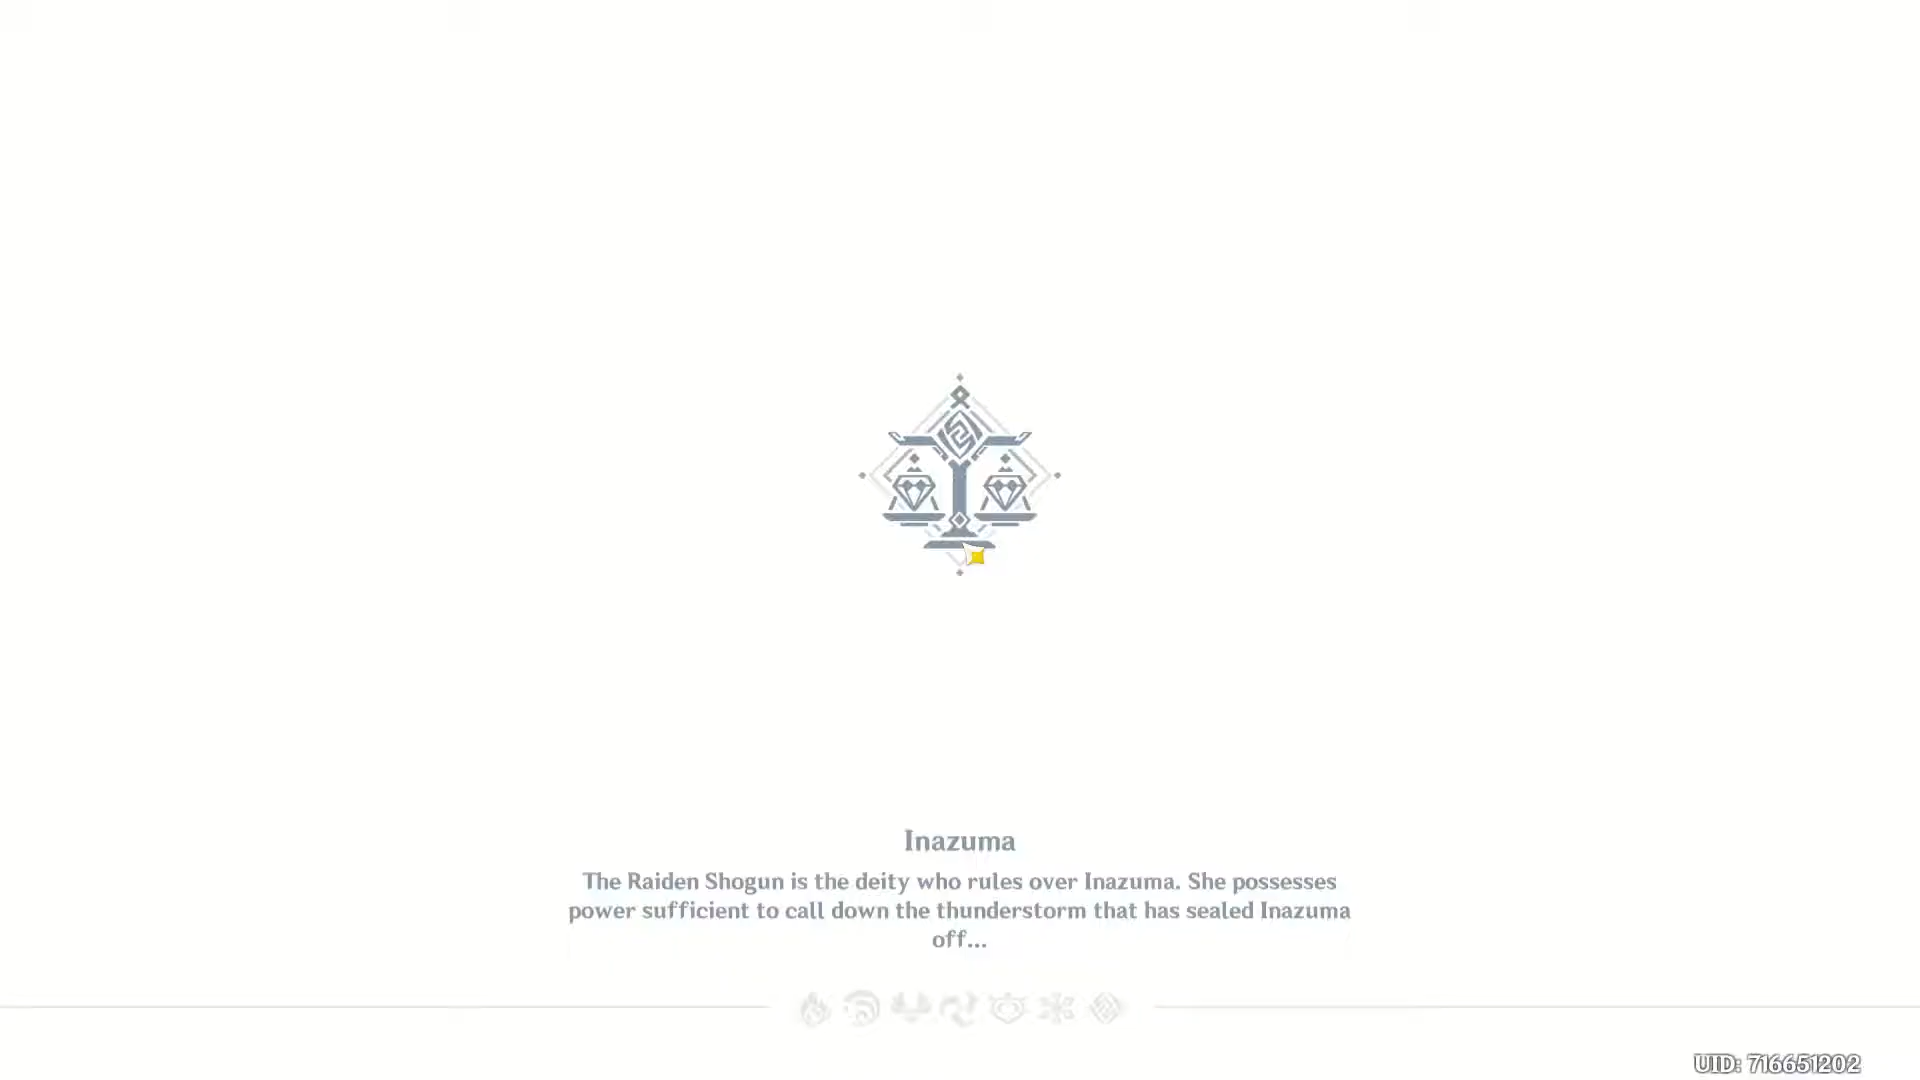 Inazuma
The Raiden Shogun is the deity who rules over Inazuma. She possesses
power sufficient to call down the thunderstorm that has sealed Inazuma
off...
UID: 716651202